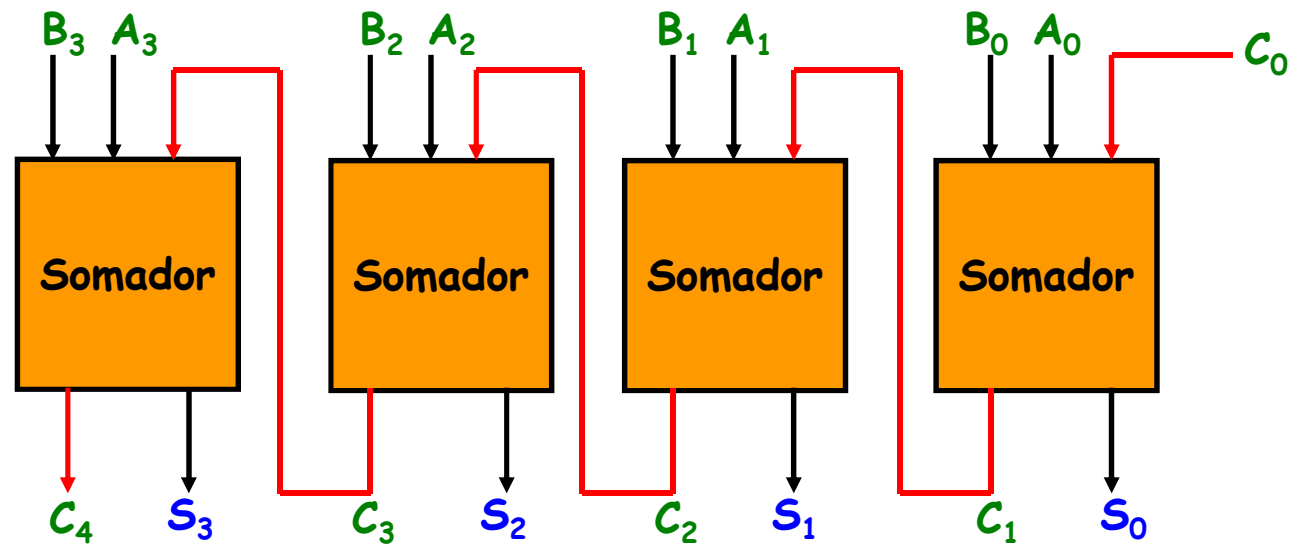 B₃ A₃ B₂ A₂ B₁ A₁ B₀ A₀ C₀
Somador Somador Somador Somador
C₄ S₃ C₃ S₂ C₂ S₁ C₁ S₀